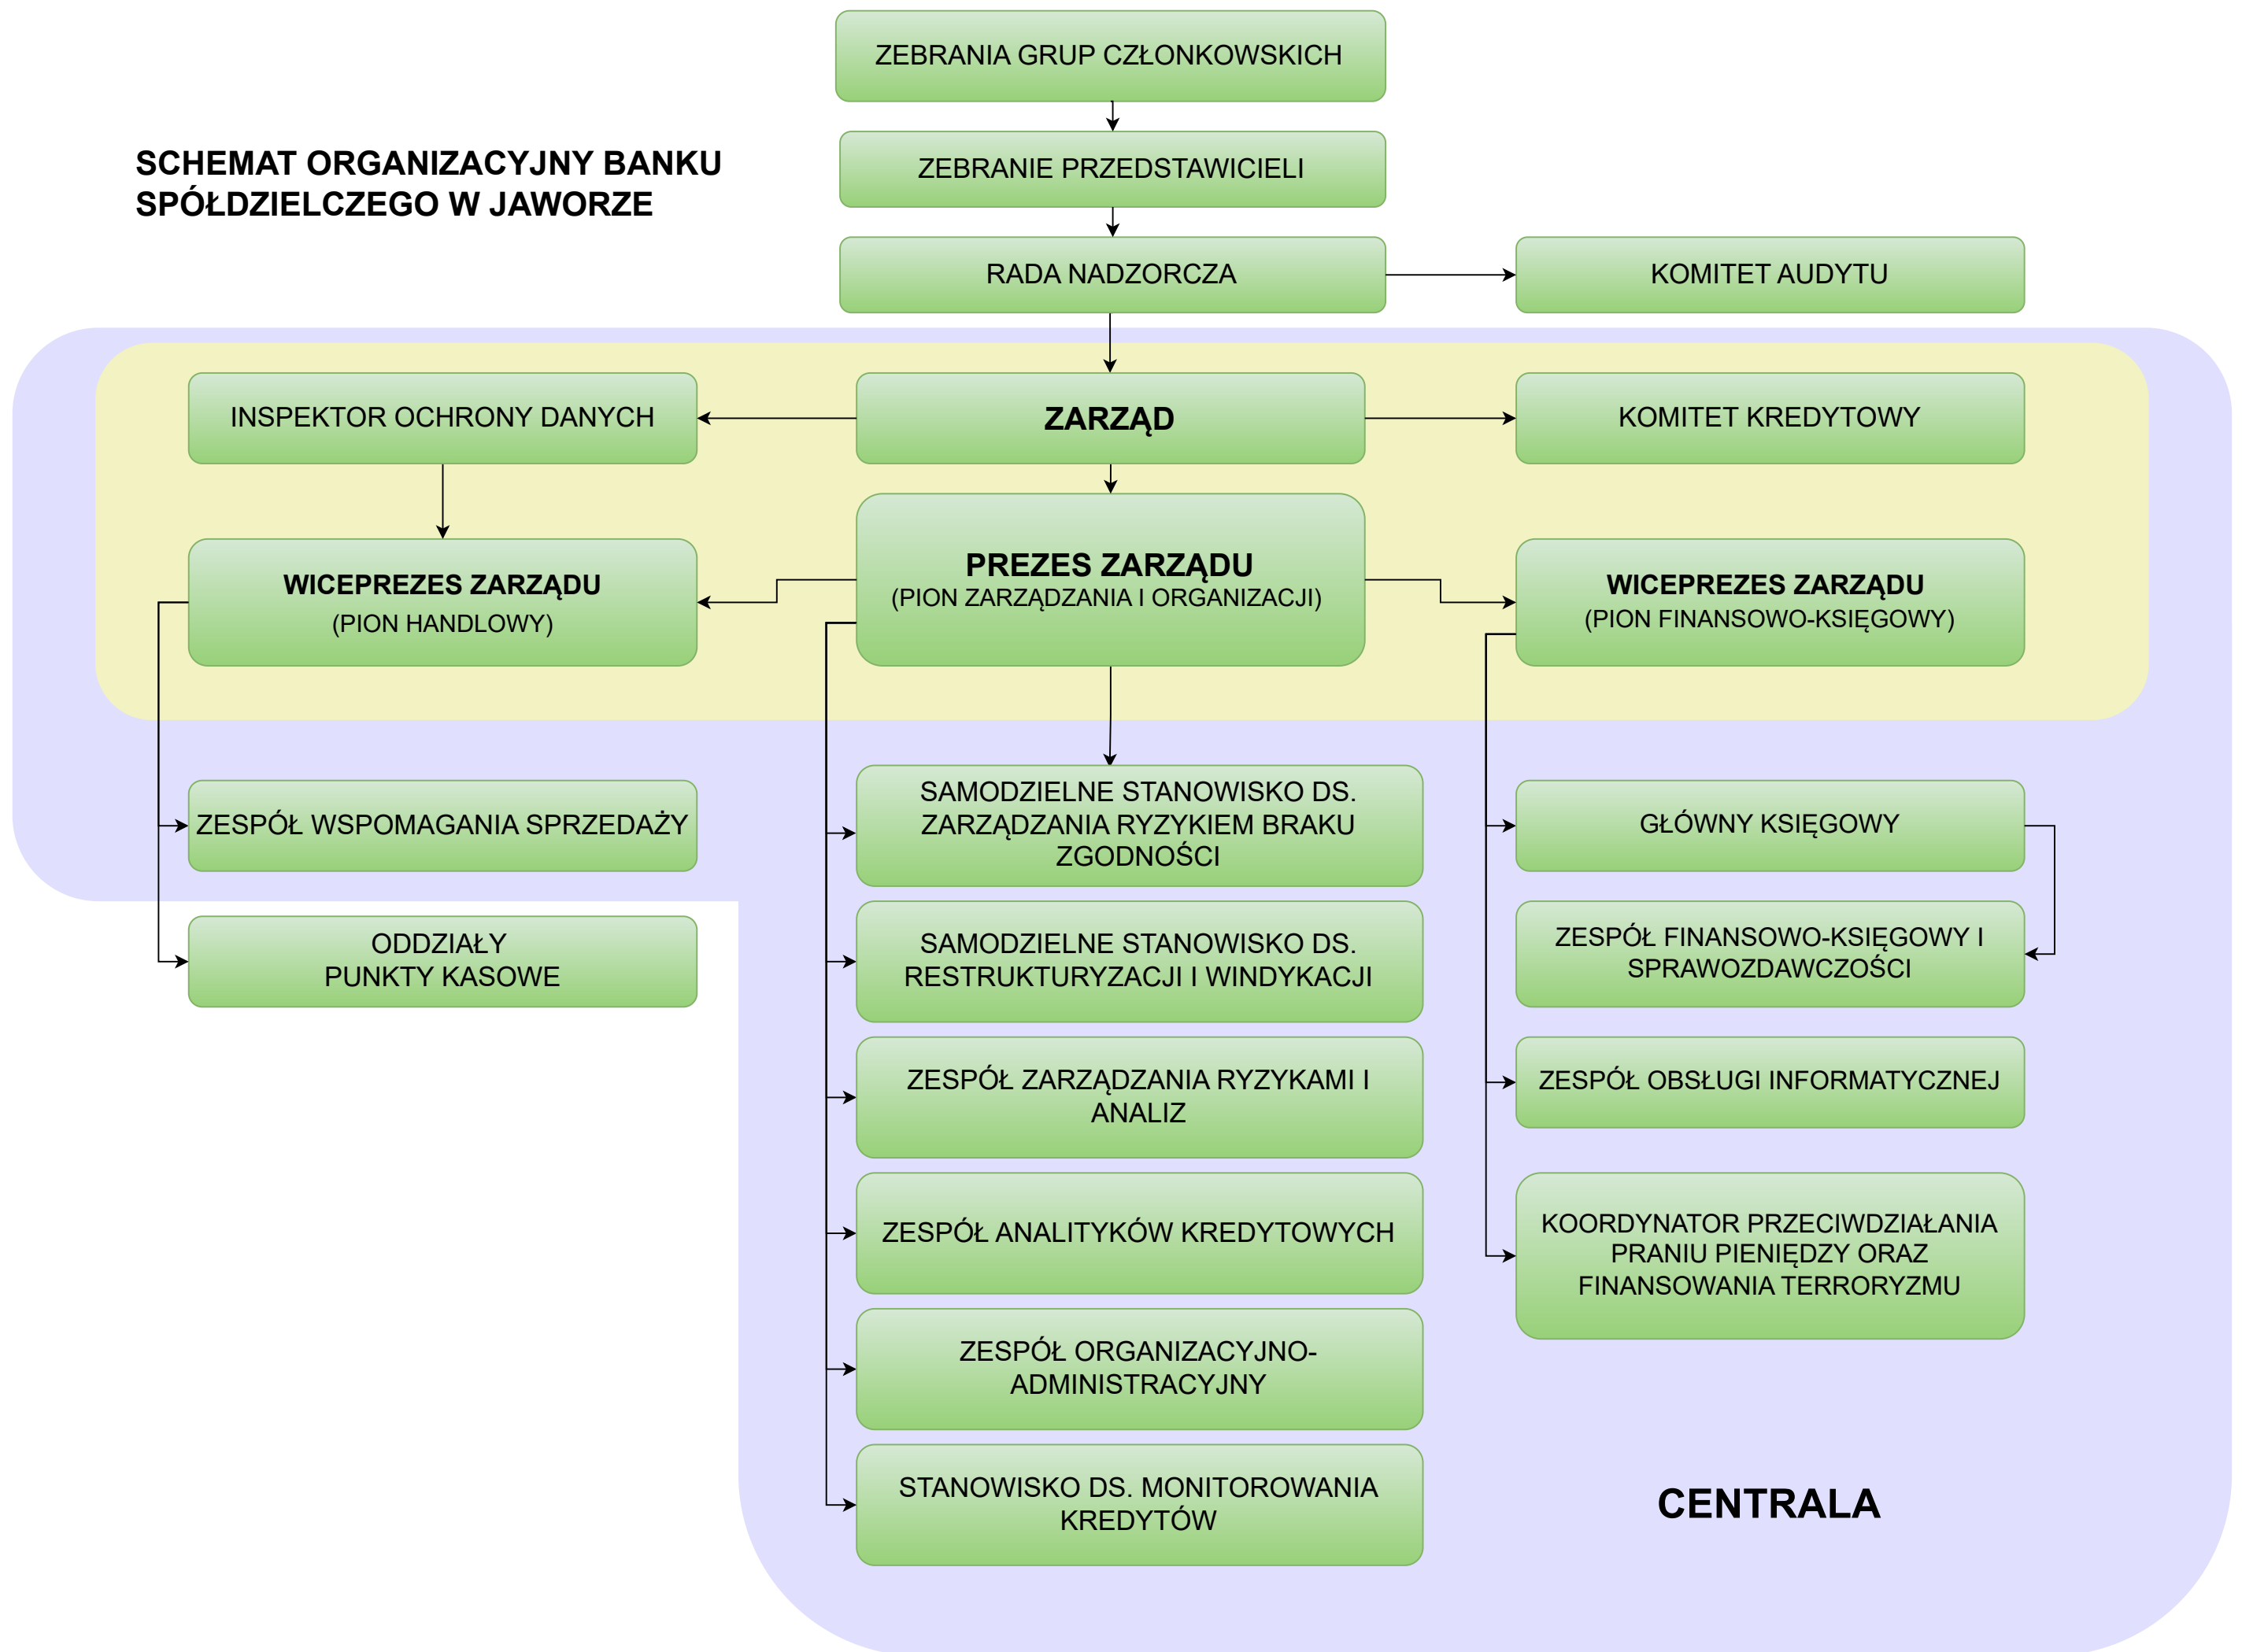 ZEBRANIA GRUP CZŁONKOWSKICH
SCHEMAT ORGANIZACYJNY BANKU
SPÓŁDZIELCZEGO W JAWORZE
ZEBRANIE PRZEDSTAWICIELI
RADA NADZORCZA
KOMITET AUDYTU
INSPEKTOR OCHRONY DANYCH
ZARZĄD
KOMITET KREDYTOWY
WICEPREZES ZARZĄDU
(PION HANDLOWY)
PREZES ZARZĄDU
(PION ZARZĄDZANIA I ORGANIZACJI)
WICEPREZES ZARZĄDU
(PION FINANSOWO-KSIĘGOWY)
ZESPÓŁ WSPOMAGANIA SPRZEDAŻY
ODDZIAŁY
PUNKTY KASOWE
SAMODZIELNE STANOWISKO DS.
ZARZĄDZANIA RYZYKIEM BRAKU
ZGODNOŚCI
SAMODZIELNE STANOWISKO DS.
RESTRUKTURYZACJI I WINDYKACJI
ZESPÓŁ ZARZĄDZANIA RYZYKAMI I
ANALIZ
ZESPÓŁ ANALITYKÓW KREDYTOWYCH
ZESPÓŁ ORGANIZACYJNO-
ADMINISTRACYJNY
STANOWISKO DS. MONITOROWANIA
KREDYTÓW
GŁÓWNY KSIĘGOWY
ZESPÓŁ FINANSOWO-KSIĘGOWY I
SPRAWOZDAWCZOŚCI
ZESPÓŁ OBSŁUGI INFORMATYCZNEJ
KOORDYNATOR PRZECIWDZIAŁANIA
PRANIU PIENIĘDZY ORAZ
FINANSOWANIA TERRORYZMU
CENTRALA